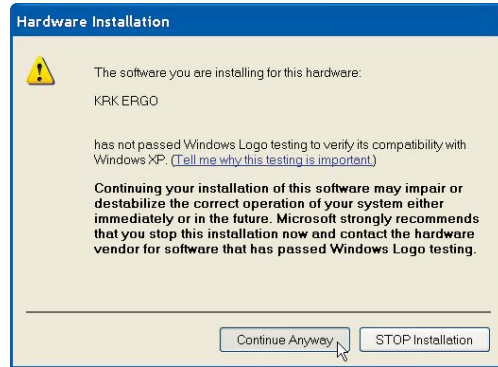 Hardware Installation
The software you are installing for this hardware:
KRK ERGO
has not passed Windows Logo testing to verify its compatibility with
Windows XP. (Tell me why this testing is important.)
Continuing your installation of this software may impair or
destabilize the correct operation of your system either
immediately or in the future. Microsoft strongly recommends
that you stop this installation now and contact the hardware
vendor for software that has passed Windows Logo testing.
Continue Anyway STOP Installation